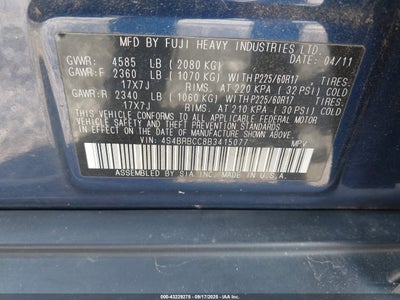 MFD BY FUJI HEAVY INDUSTRIES LTD.
DATE: 04/11
GVWR: 4585 LB (2080 KG)
GAWR:F 2360 LB (1070 KG) WITH P225/60R17 TIRES,
17X7J RIMS, AT 220 KPA (32 PSI) COLD
GAWR:R 2340 LB (1060 KG) WITH P225/60R17 TIRES,
17X7J RIMS, AT 210 KPA (30 PSI) COLD
THIS VEHICLE CONFORMS TO ALL APPLICABLE FEDERAL MOTOR
VEHICLE SAFETY, BUMPER, AND THEFT PREVENTION STANDARDS
IN EFFECT ON THE DATE OF MANUFACTURE SHOWN ABOVE.
VIN: 4S4BRBCC8B3415077 MPV
ASSEMBLED BY SIA INC. MADE IN U.S.A.
000-43229275 09/17/2025 - IAA Inc.